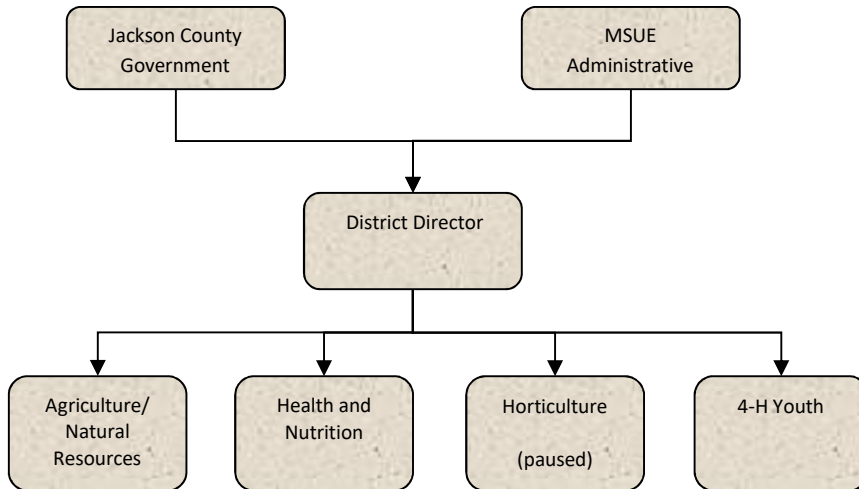 Jackson County
Government
MSUE
Administrative
District Director
Agriculture/
Natural
Resources
Health and
Nutrition
Horticulture
(paused)
4-H Youth